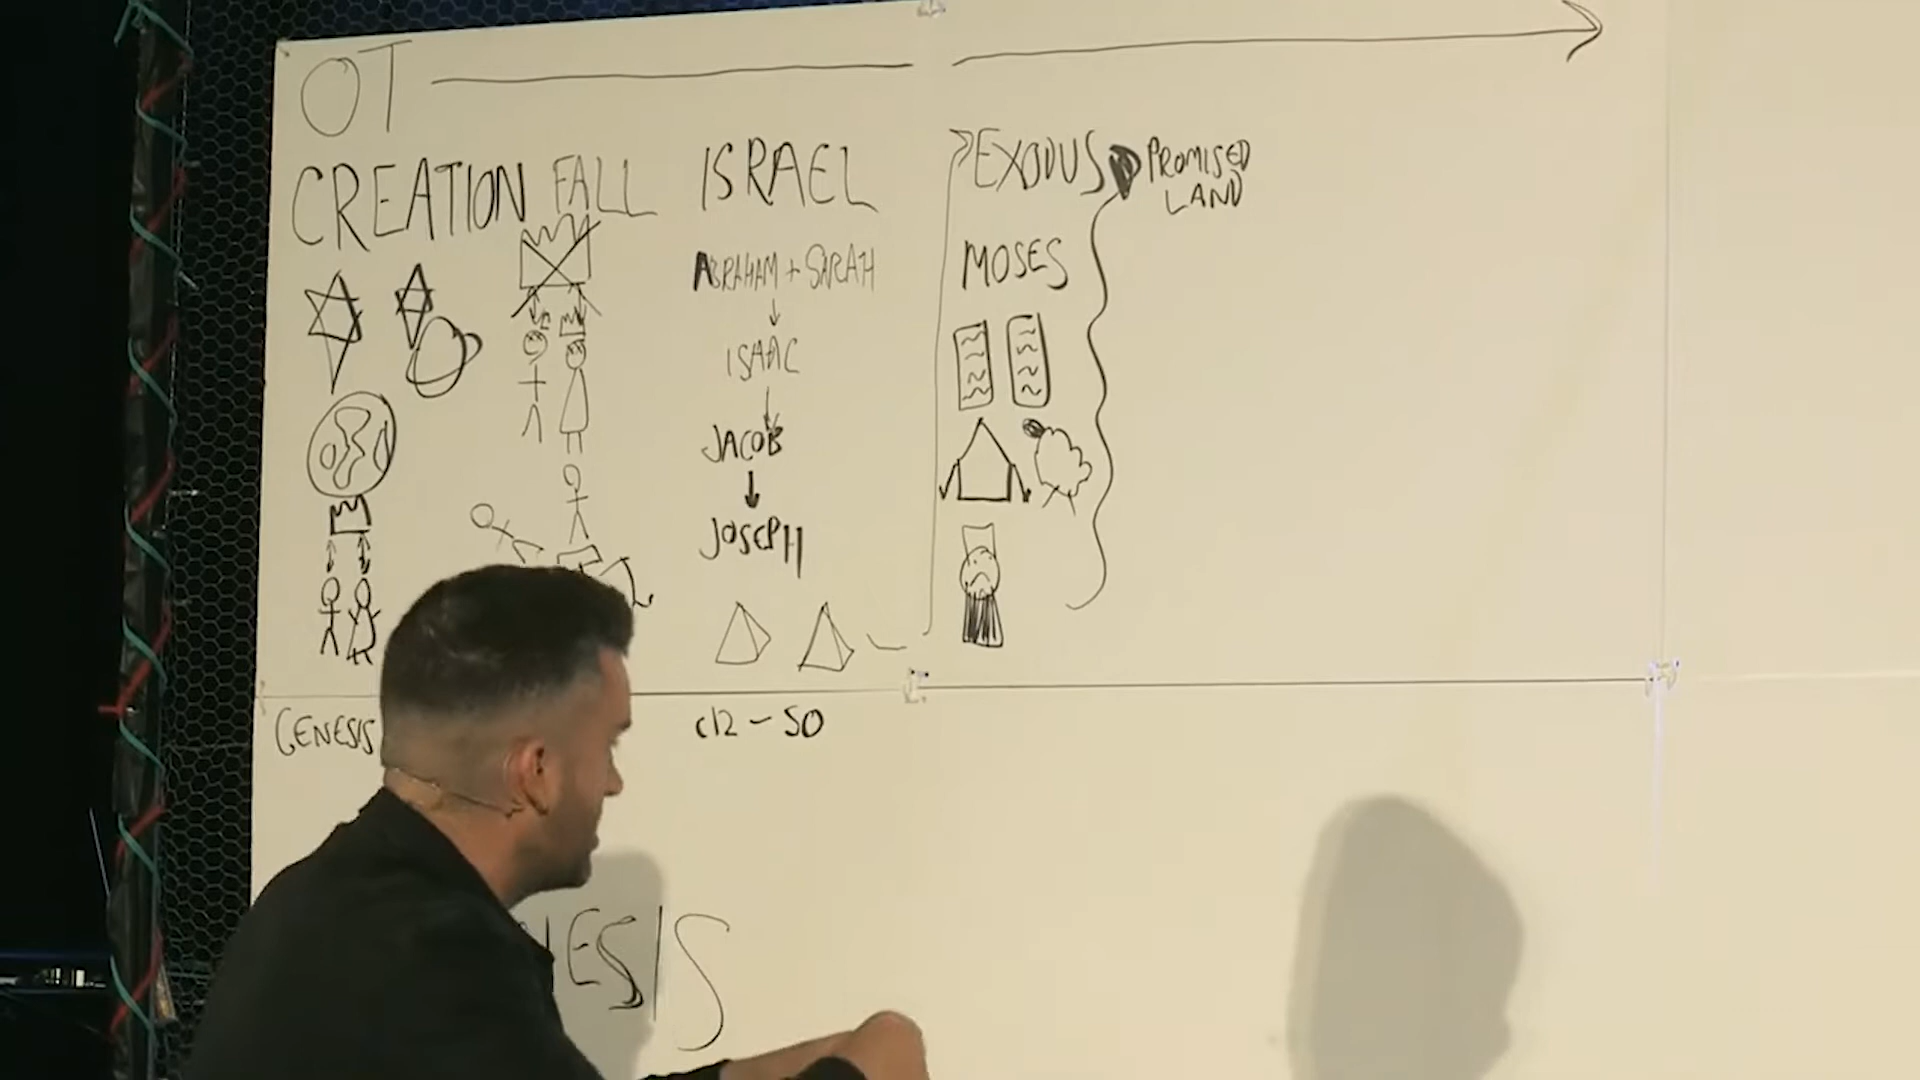 OT
CREATION FALL ISRAEL
EXODUS PROMISED
LAND
ABRAHAM + SARAH
ISAAC
JACOB
JOSEPH
MOSES
GENESIS
C12 - 50
NESIS